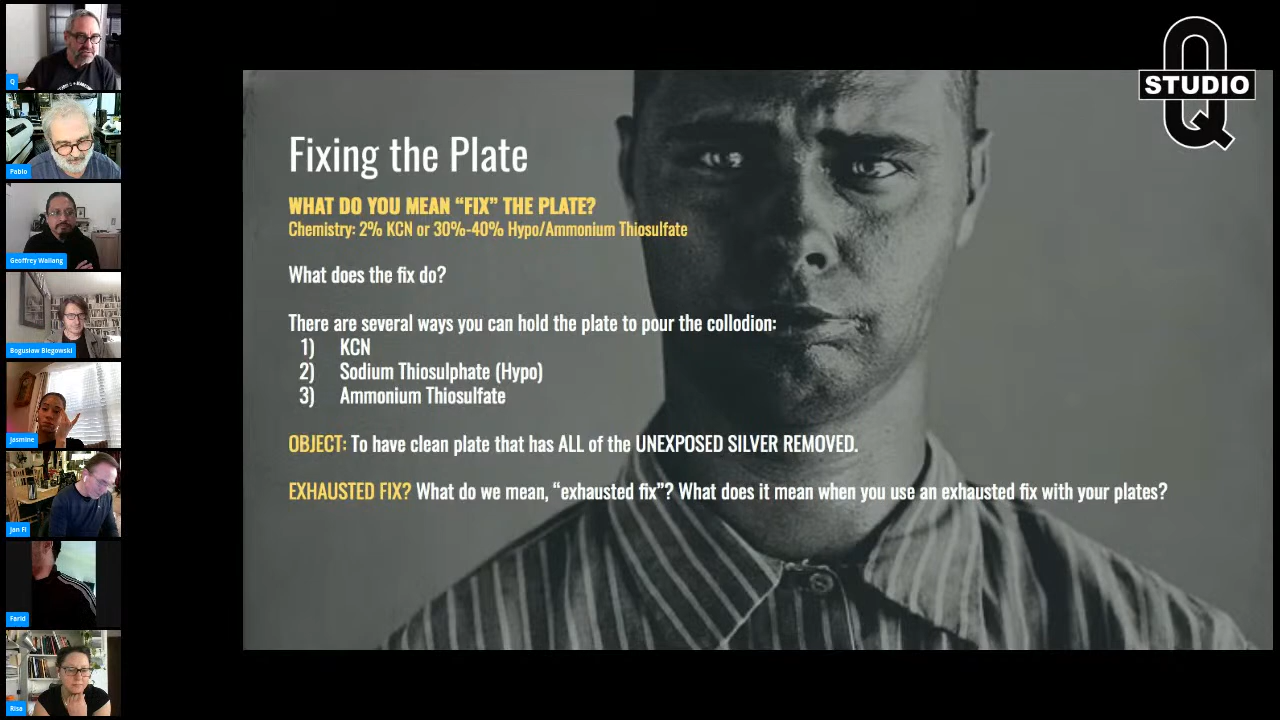 Q
Pablo
Geoffrey Wallang
Boguslaw Biegowski
Jasmine
Jan Fi
Farid
Risa
STUDIO
Q
Fixing the Plate
WHAT DO YOU MEAN “FIX” THE PLATE?
Chemistry: 2% KCN or 30%-40% Hypo/Ammonium Thiosulfate
What does the fix do?
There are several ways you can hold the plate to pour the collodion:
1) KCN
2) Sodium Thiosulphate (Hypo)
3) Ammonium Thiosulfate
OBJECT: To have clean plate that has ALL of the UNEXPOSED SILVER REMOVED.
EXHAUSTED FIX? What do we mean, “exhausted fix”? What does it mean when you use an exhausted fix with your plates?